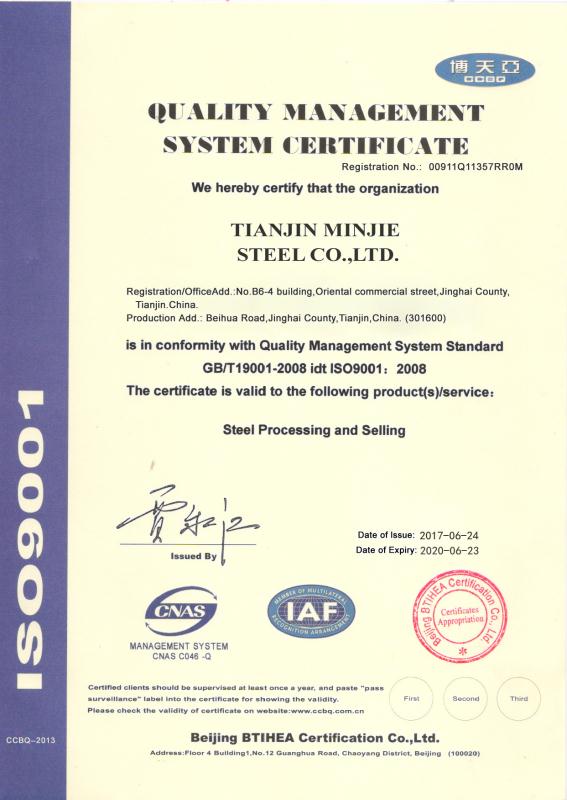 博天亞
CCBQ
QUALITY MANAGEMENT
SYSTEM CERTIFICATE
Registration No.: 00911Q11357RR0M
We hereby certify that the organization
TIANJIN MINJIE
STEEL CO.,LTD.
Registration/OfficeAdd.:No.B6-4 building,Oriental commercial street,Jinghai County,
Tianjin.China.
Production Add.: Beihua Road,Jinghai County,Tianjin,China. (301600)
is in conformity with Quality Management System Standard
GB/T19001-2008 idt ISO9001: 2008
The certificate is valid to the following product(s)/service:
Steel Processing and Selling
ISO9001
Issued By
Date of Issue: 2017-06-24
Date of Expiry: 2020-06-23
CNAS
MANAGEMENT SYSTEM
CNAS C046 -Q
MEMBER OF MULTILATERAL
IAF
RECOGNITION ARRANGEMENT
Beijing BTIHEA Certification Co., Ltd.
Certificates
Appropriation
Certified clients should be supervised at least once a year, and paste "pass
surveillance" label into the certificate for showing the validity.
Please check the validity of certificate on website:www.ccbq.com.cn
First
Second
Third
CCBQ-2013
Beijing BTIHEA Certification Co.,Ltd.
Address:Floor 4 Building1,No.12 Guanghua Road, Chaoyang District, Beijing (100020)